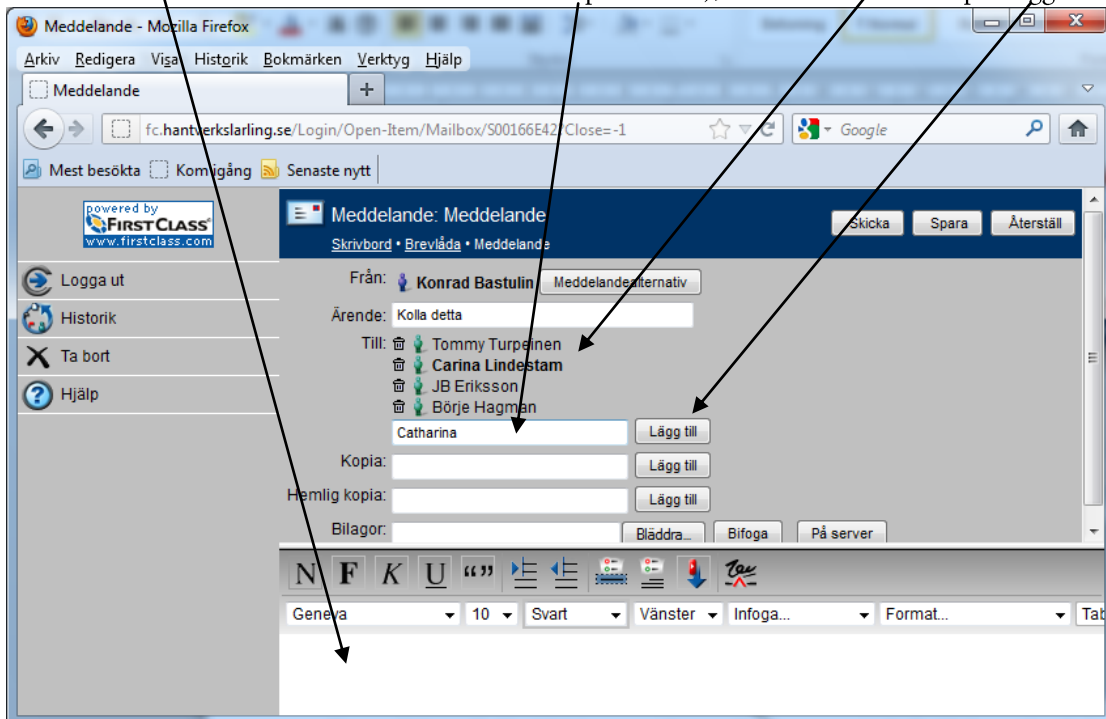 Meddelande - Mozilla Firefox
Arkiv Redigera Visa Historik Bokmärken Verktyg Hjälp
Meddelande
fc.hantverkslarling.se/Login/Open-Item/Mailbox/S00166E42/?Close=-1 Google
Mest besökta Kom igång Senaste nytt
powered by
FIRSTCLASS
www.firstclass.com
Logga ut
Historik
Ta bort
Hjälp
Meddelande: Meddelande Skicka Spara Återställ
Skrivbord • Brevlåda • Meddelande
Från: Konrad Bastulin Meddelandealternativ
Ärende: Kolla detta
Till: Tommy Turpeinen
Carina Lindestam
JB Eriksson
Börje Hagman
Catharina Lägg till
Kopia: Lägg till
Hemlig kopia: Lägg till
Bilagor: Bläddra... Bifoga På server
N F K U “”
Geneva 10 Svart Vänster Infoga... Format... Tab